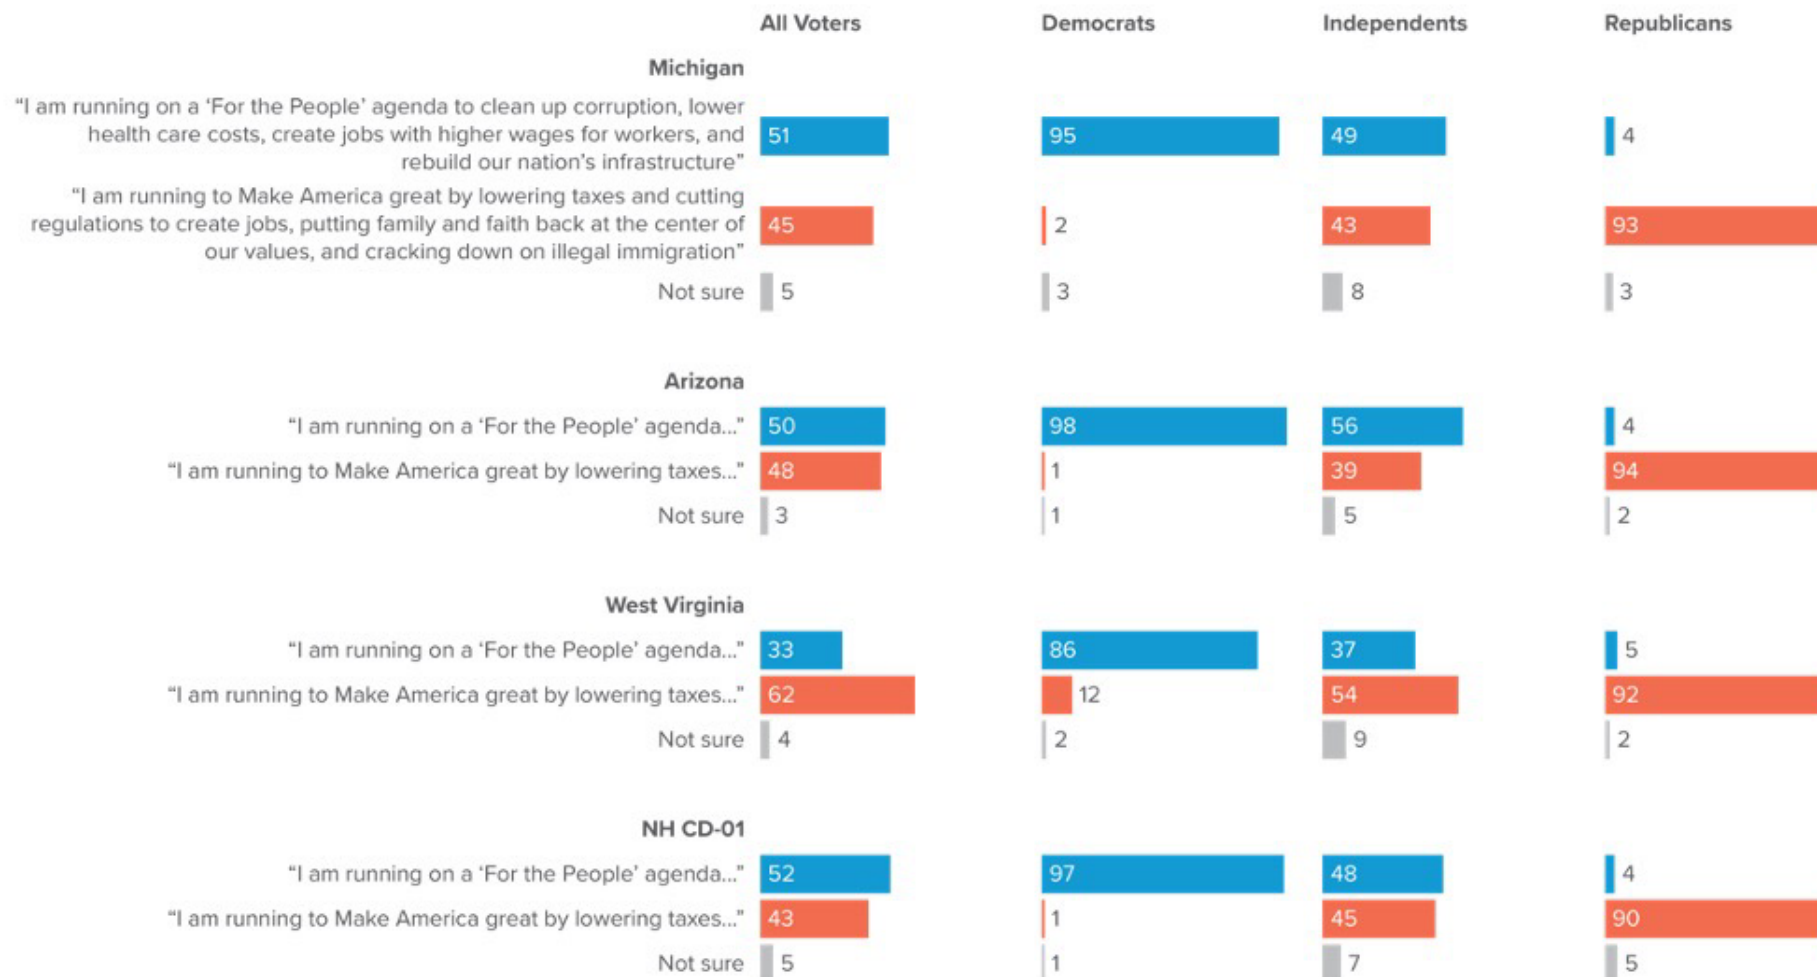 All Voters Democrats Independents Republicans
Michigan
“I am running on a ‘For the People’ agenda to clean up corruption, lower
health care costs, create jobs with higher wages for workers, and
rebuild our nation’s infrastructure”
51 95 49 4
“I am running to Make America great by lowering taxes and cutting
regulations to create jobs, putting family and faith back at the center of
our values, and cracking down on illegal immigration”
45 2 43 93
Not sure 5 3 8 3
Arizona
“I am running on a ‘For the People’ agenda...” 50 98 56 4
“I am running to Make America great by lowering taxes...” 48 1 39 94
Not sure 3 1 5 2
West Virginia
“I am running on a ‘For the People’ agenda...” 33 86 37 5
“I am running to Make America great by lowering taxes...” 62 12 54 92
Not sure 4 2 9 2
NH CD-01
“I am running on a ‘For the People’ agenda...” 52 97 48 4
“I am running to Make America great by lowering taxes...” 43 1 45 90
Not sure 5 1 7 5